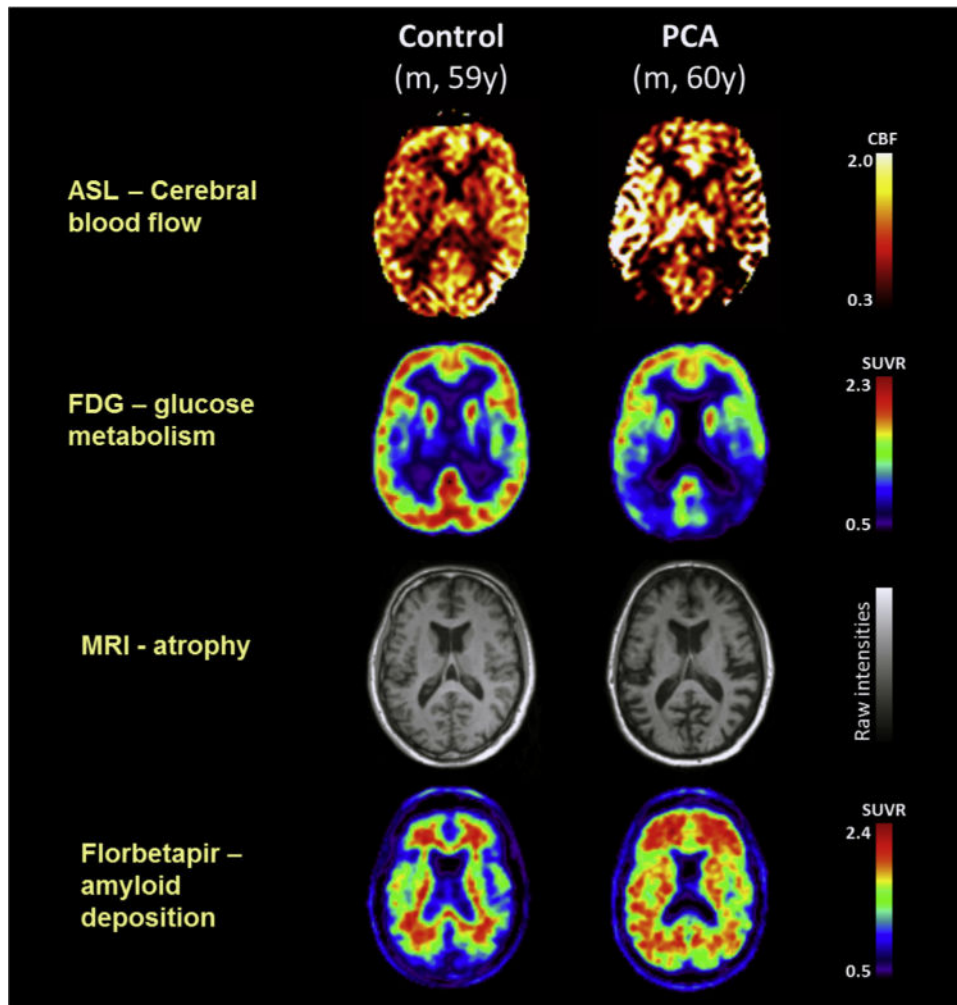 Control
(m, 59y)
PCA
(m, 60y)
ASL – Cerebral
blood flow
CBF
2.0
0.3
FDG – glucose
metabolism
SUVR
2.3
0.5
MRI - atrophy
Raw intensities
Florbetapir –
amyloid
deposition
SUVR
2.4
0.5